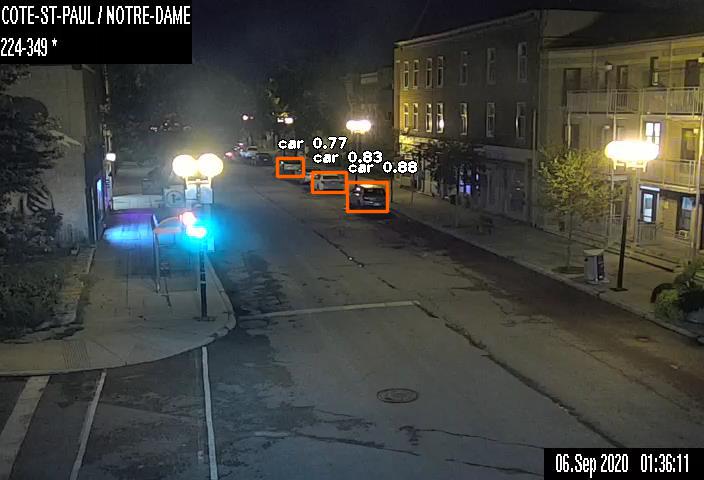 COTE-ST-PAUL / NOTRE-DAME
224-349 *
car 0.77
car 0.83
car 0.88
06.Sep 2020 01:36:11